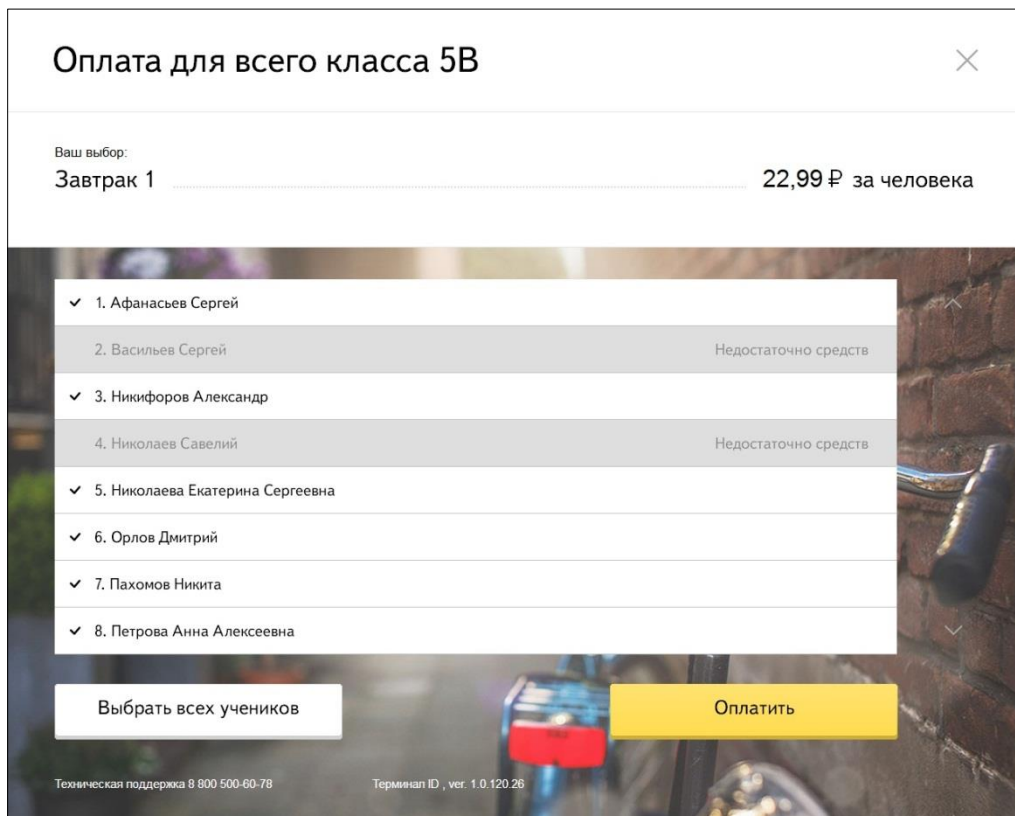 Оплата для всего класса 5В
Ваш выбор:
Завтрак 1 22,99 ₽ за человека
1. Афанасьев Сергей
2. Васильев Сергей Недостаточно средств
3. Никифоров Александр
4. Николаев Савелий Недостаточно средств
5. Николаева Екатерина Сергеевна
6. Орлов Дмитрий
7. Пахомов Никита
8. Петрова Анна Алексеевна
Выбрать всех учеников Оплатить
Техническая поддержка 8 800 500-60-78 Терминал ID , ver. 1.0.120.26